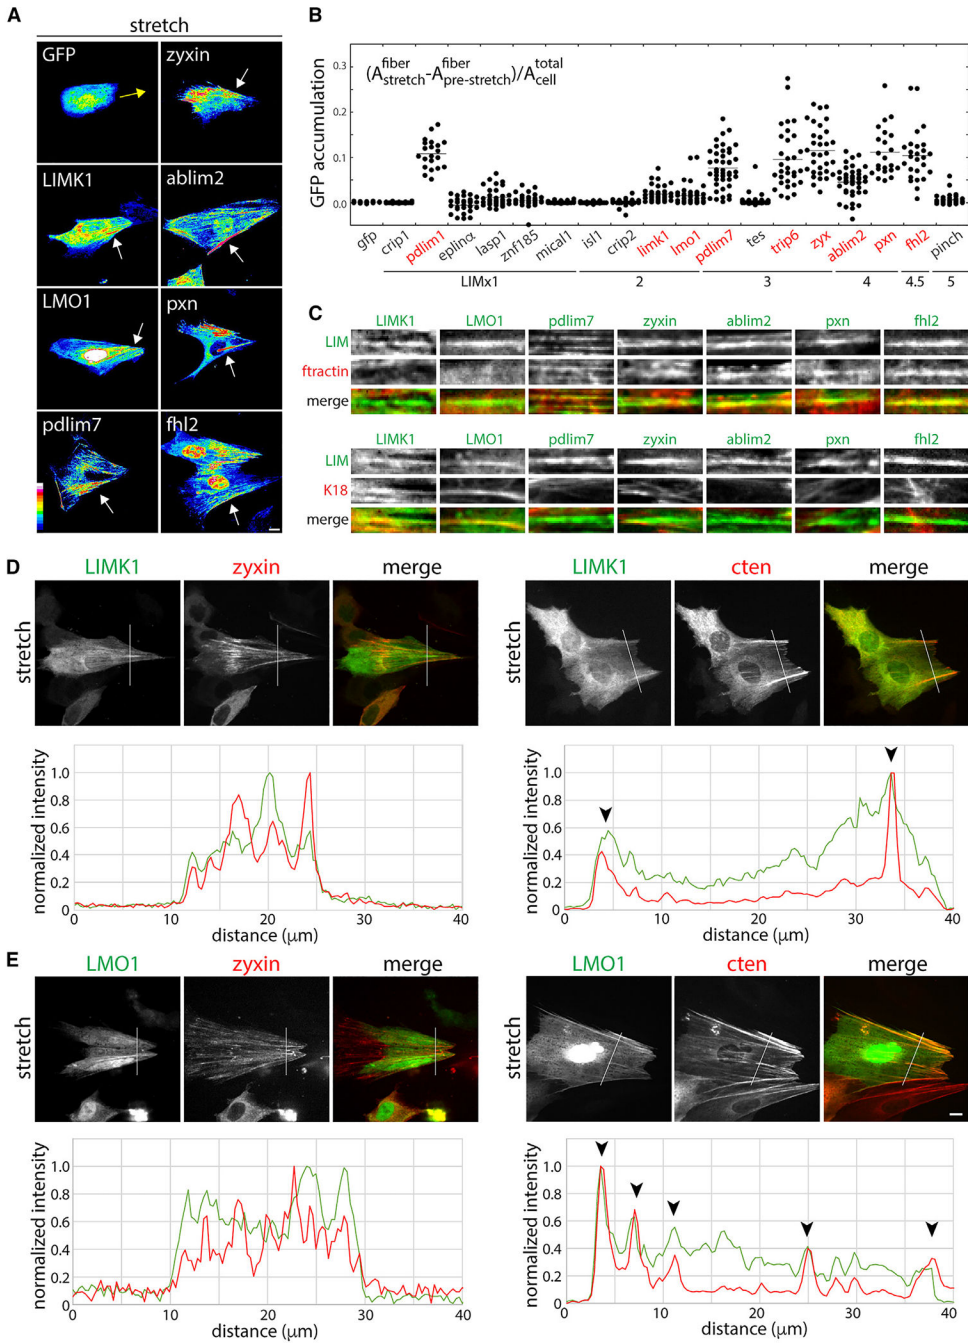 A
stretch
GFP
zyxin
LIMK1
ablim2
LMO1
pxn
pdlim7
fhl2
B
(A fiber stretch - A fiber pre-stretch)/A total cell
GFP accumulation
0.3
0.2
0.1
0
gfp
crip1
pdlim1
eplinα
lasp1
znf185
mical1
isl1
crip2
limk1
lmo1
pdlim7
tes
trip6
zyx
ablim2
pxn
fhl2
pinch
LIMx1 2 3 4 4.5 5
C
LIMK1 LMO1 pdlim7 zyxin ablim2 pxn fhl2
LIM
ftractin
merge
LIMK1 LMO1 pdlim7 zyxin ablim2 pxn fhl2
LIM
K18
merge
D
LIMK1 zyxin merge
stretch
normalized intensity
1.0
0.8
0.6
0.4
0.2
0
0 10 20 30 40
distance (μm)
LIMK1 cten merge
stretch
normalized intensity
1.0
0.8
0.6
0.4
0.2
0
0 10 20 30 40
distance (μm)
E
LMO1 zyxin merge
stretch
normalized intensity
1.0
0.8
0.6
0.4
0.2
0
0 10 20 30 40
distance (μm)
LMO1 cten merge
stretch
normalized intensity
1.0
0.8
0.6
0.4
0.2
0
0 10 20 30 40
distance (μm)